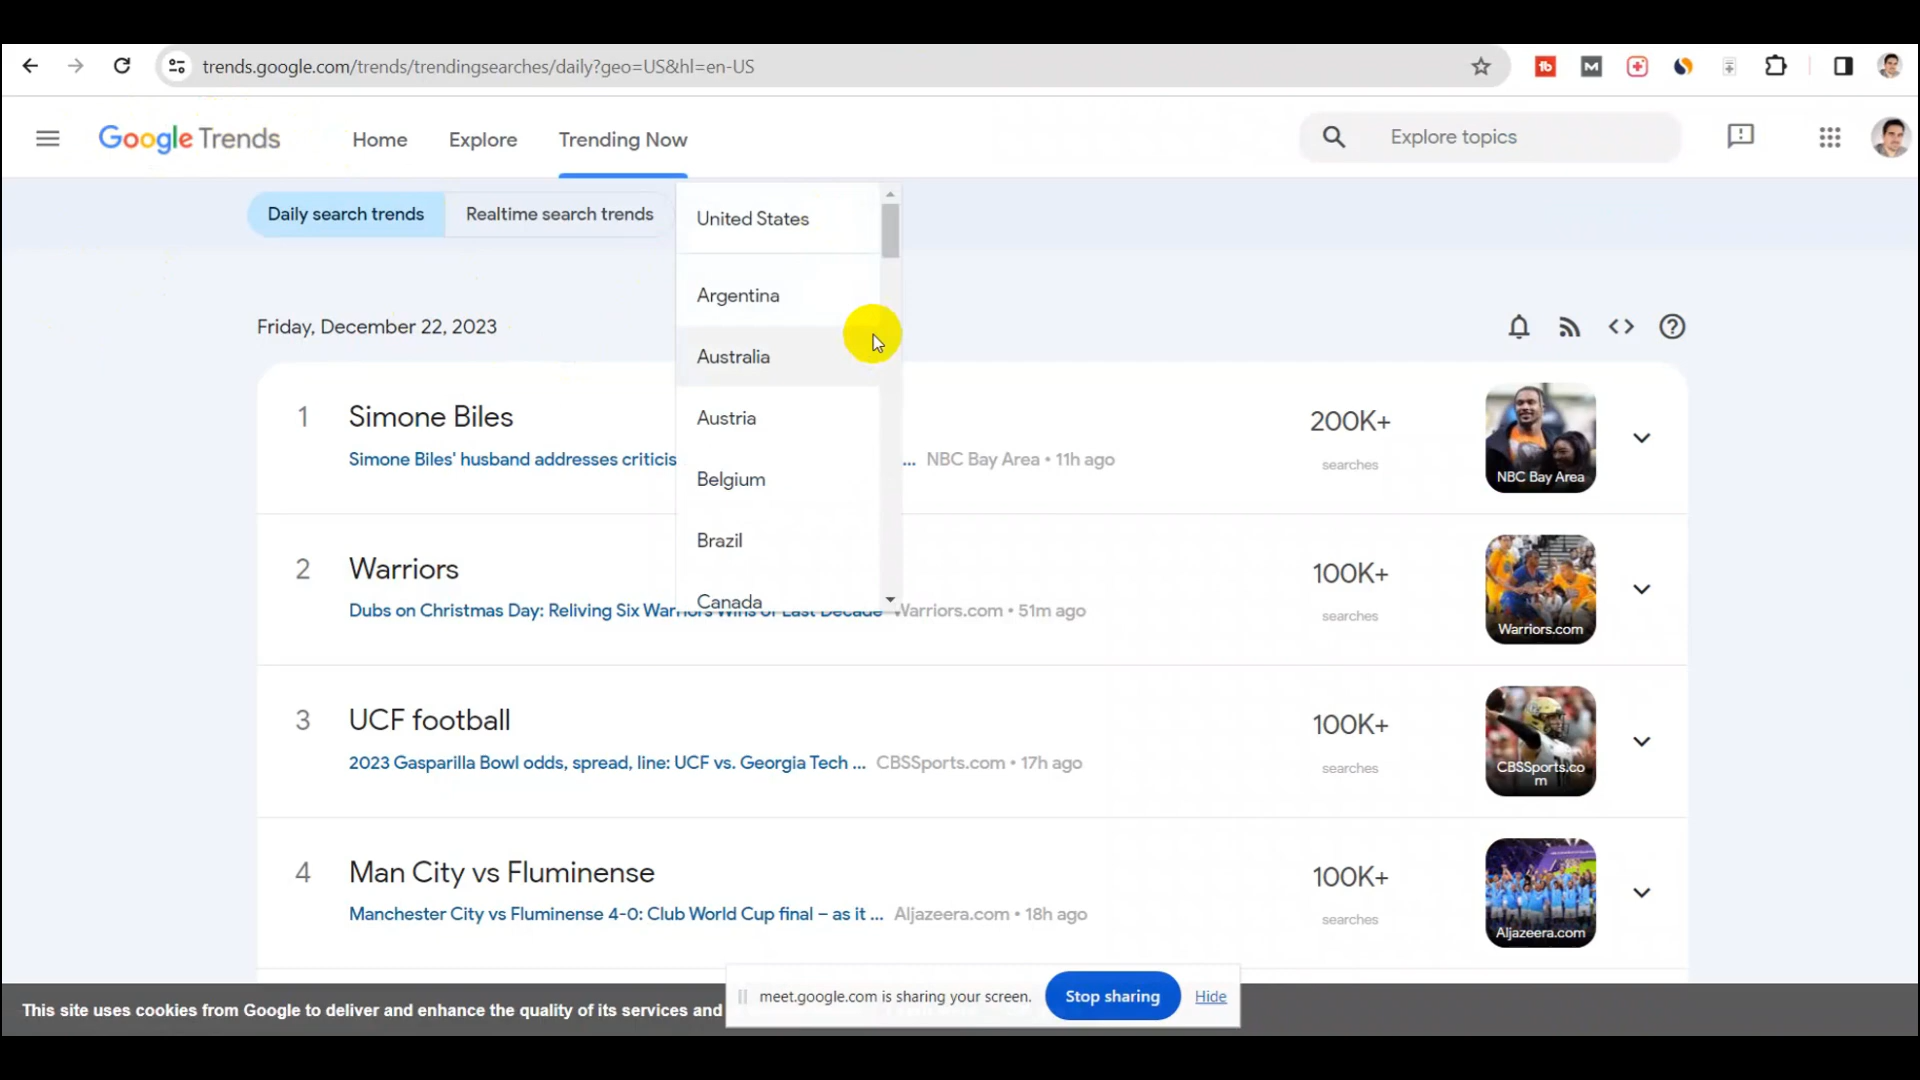 trends.google.com/trends/trendingsearches/daily?geo=US&hl=en-US
Google Trends
Home
Explore
Trending Now
Explore topics
Daily search trends
Realtime search trends
United States
Argentina
Australia
Austria
Belgium
Brazil
Canada
Friday, December 22, 2023
1
Simone Biles
Simone Biles' husband addresses criticis
... NBC Bay Area • 11h ago
200K+
searches
NBC Bay Area
2
Warriors
Dubs on Christmas Day: Reliving Six Warriors Wins of Last Decade Warriors.com • 51m ago
100K+
searches
Warriors.com
3
UCF football
2023 Gasparilla Bowl odds, spread, line: UCF vs. Georgia Tech ... CBSSports.com • 17h ago
100K+
searches
CBSSports.co
m
4
Man City vs Fluminense
Manchester City vs Fluminense 4-0: Club World Cup final – as it ... Aljazeera.com • 18h ago
100K+
searches
Aljazeera.com
This site uses cookies from Google to deliver and enhance the quality of its services and
meet.google.com is sharing your screen.
Stop sharing
Hide